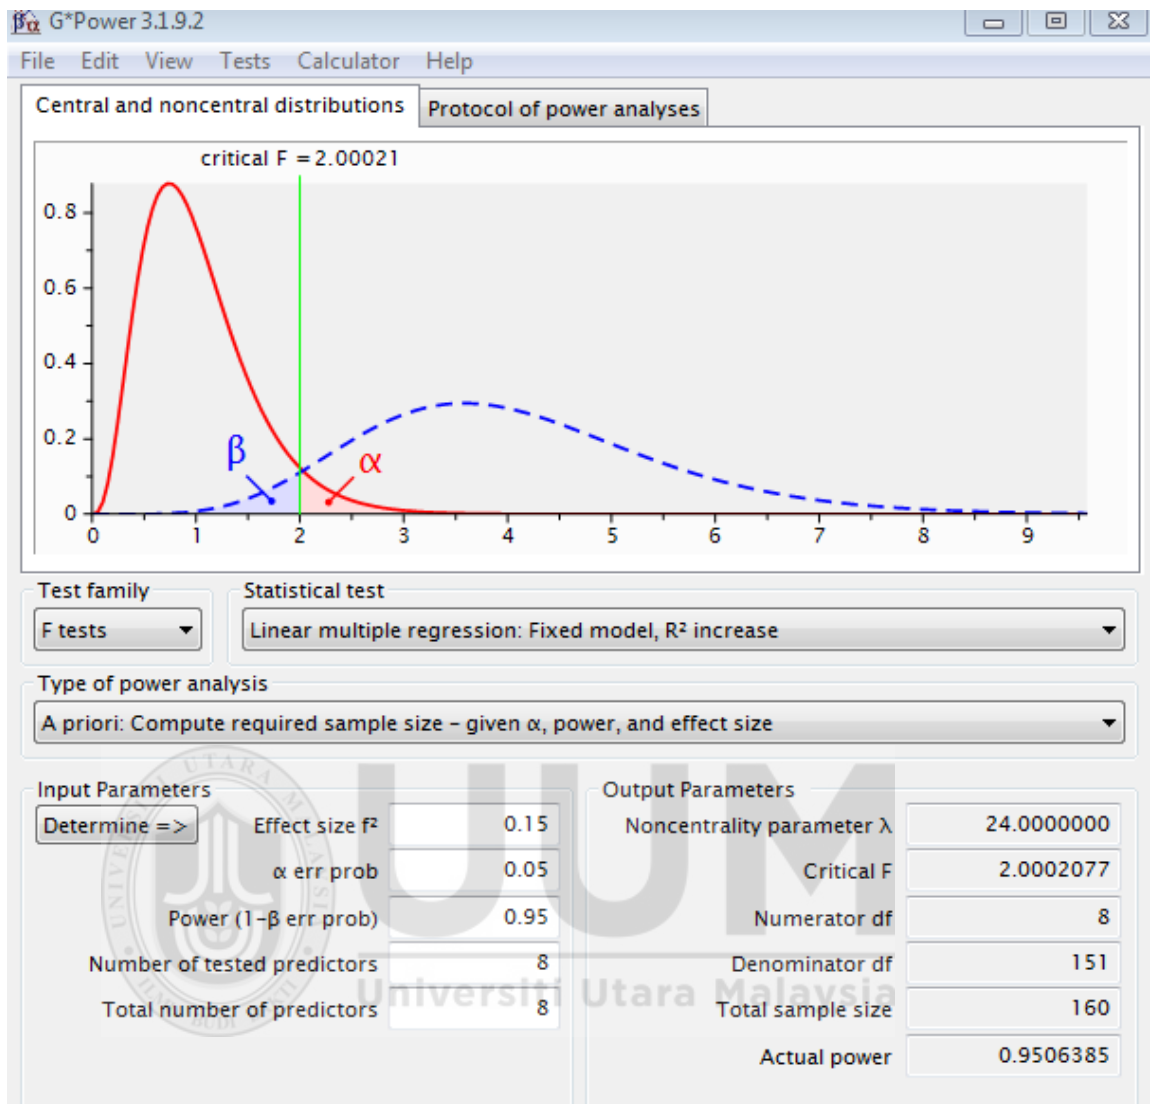 G*Power 3.1.9.2
File Edit View Tests Calculator Help
Central and noncentral distributions Protocol of power analyses
critical F = 2.00021
0.8
0.6
0.4
0.2
0
β
α
0 1 2 3 4 5 6 7 8 9
Test family Statistical test
F tests Linear multiple regression: Fixed model, R² increase
Type of power analysis
A priori: Compute required sample size – given α, power, and effect size
Input Parameters Output Parameters
Determine => Effect size f² 0.15 Noncentrality parameter λ 24.0000000
α err prob 0.05 Critical F 2.0002077
Power (1-β err prob) 0.95 Numerator df 8
Number of tested predictors 8 Denominator df 151
Total number of predictors 8 Total sample size 160
Actual power 0.9506385
UUM
Universiti Utara Malaysia
UNIVERSITI UTARA MALAYSIA